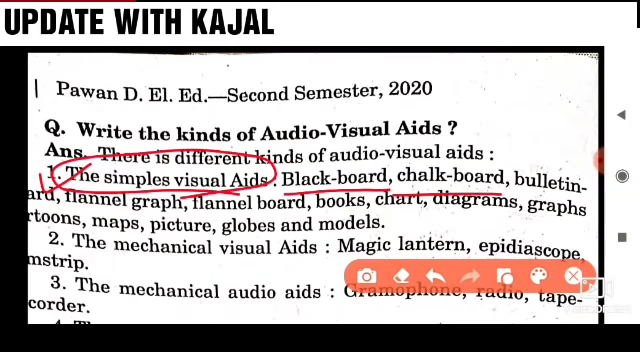 UPDATE WITH KAJAL
Pawan D. El. Ed.—Second Semester, 2020
Q. Write the kinds of Audio-Visual Aids ?
Ans. There is different kinds of audio-visual aids :
1. The simples visual Aids : Black-board, chalk-board, bulletin-
ard, flannel graph, flannel board, books, chart, diagrams, graphs
rtoons, maps, picture, globes and models.
2. The mechanical visual Aids : Magic lantern, epidiascope,
mstrip.
3. The mechanical audio aids : Gramophone, radio, tape-
corder.